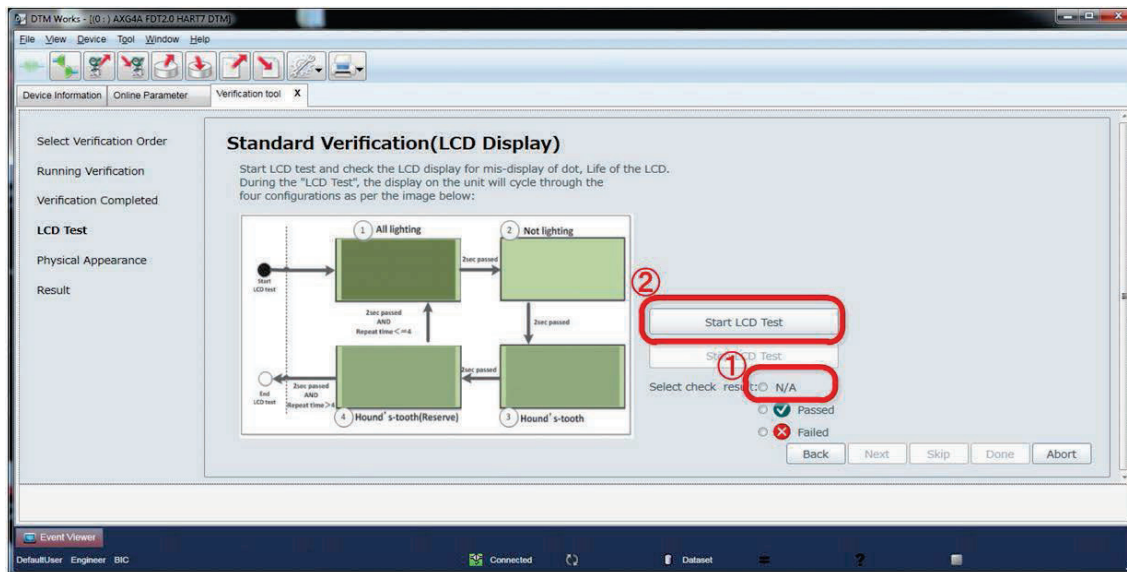 DTM Works - [(0 : ) AXG4A FDT2.0 HART7 DTM)
File View Device Tool Window Help
Device Information Online Parameter Verification tool X
Select Verification Order
Running Verification
Verification Completed
LCD Test
Physical Appearance
Result
Standard Verification(LCD Display)
Start LCD test and check the LCD display for mis-display of dot, Life of the LCD.
During the "LCD Test", the display on the unit will cycle through the
four configurations as per the image below:
1 All lighting
2 Not lighting
2sec passed
Start
LCD test
2sec passed
AND
Repeat time<=4
2sec passed
2sec passed
End
LCD test
2sec passed
AND
Repeat time>4
4 Hound's-tooth(Reserve)
3 Hound's-tooth
②
Start LCD Test
Start LCD Test
①
Select check result: N/A
Passed
Failed
Back Next Skip Done Abort
Event Viewer
DefaultUser Engineer BIC Connected Dataset = ?